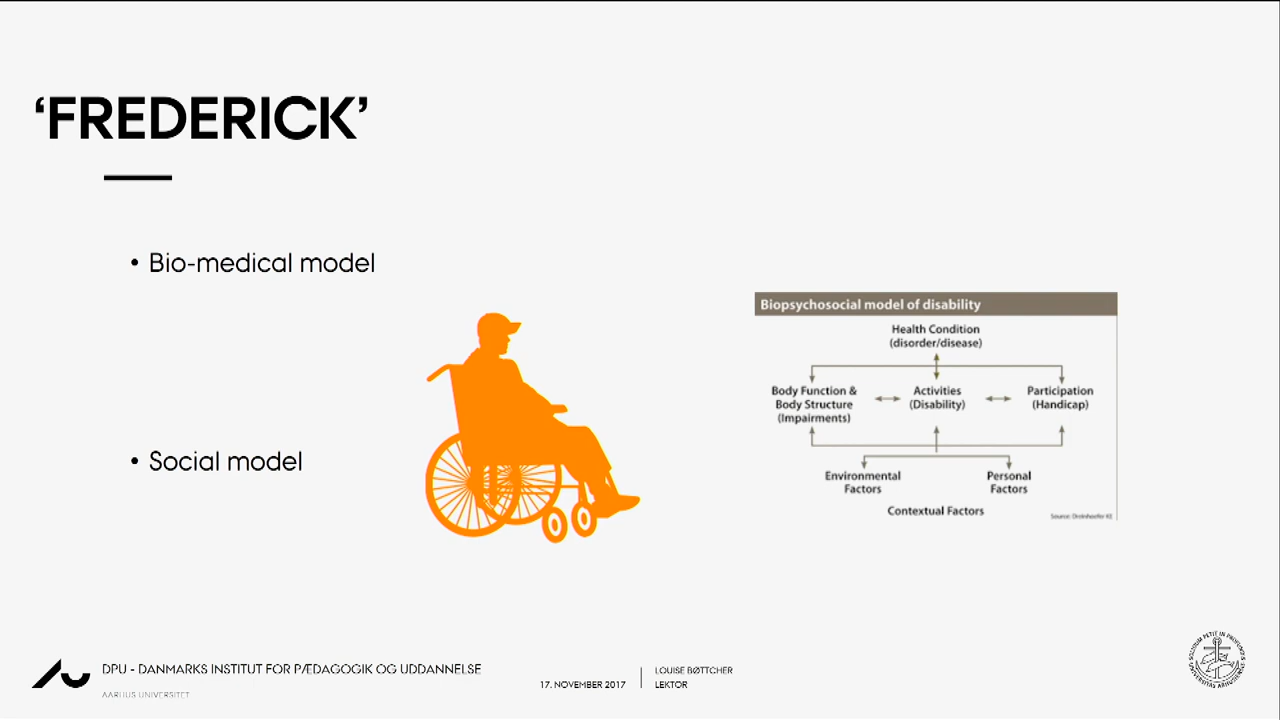 ‘FREDERICK’
• Bio-medical model
• Social model
Biopsychosocial model of disability
Health Condition
(disorder/disease)
Body Function &
Body Structure
(Impairments)
Activities
(Disability)
Participation
(Handicap)
Environmental
Factors
Personal
Factors
Contextual Factors
DPU - DANMARKS INSTITUT FOR PÆDAGOGIK OG UDDANNELSE
AARHUS UNIVERSITET
17. NOVEMBER 2017
LOUISE BØTTCHER
LEKTOR